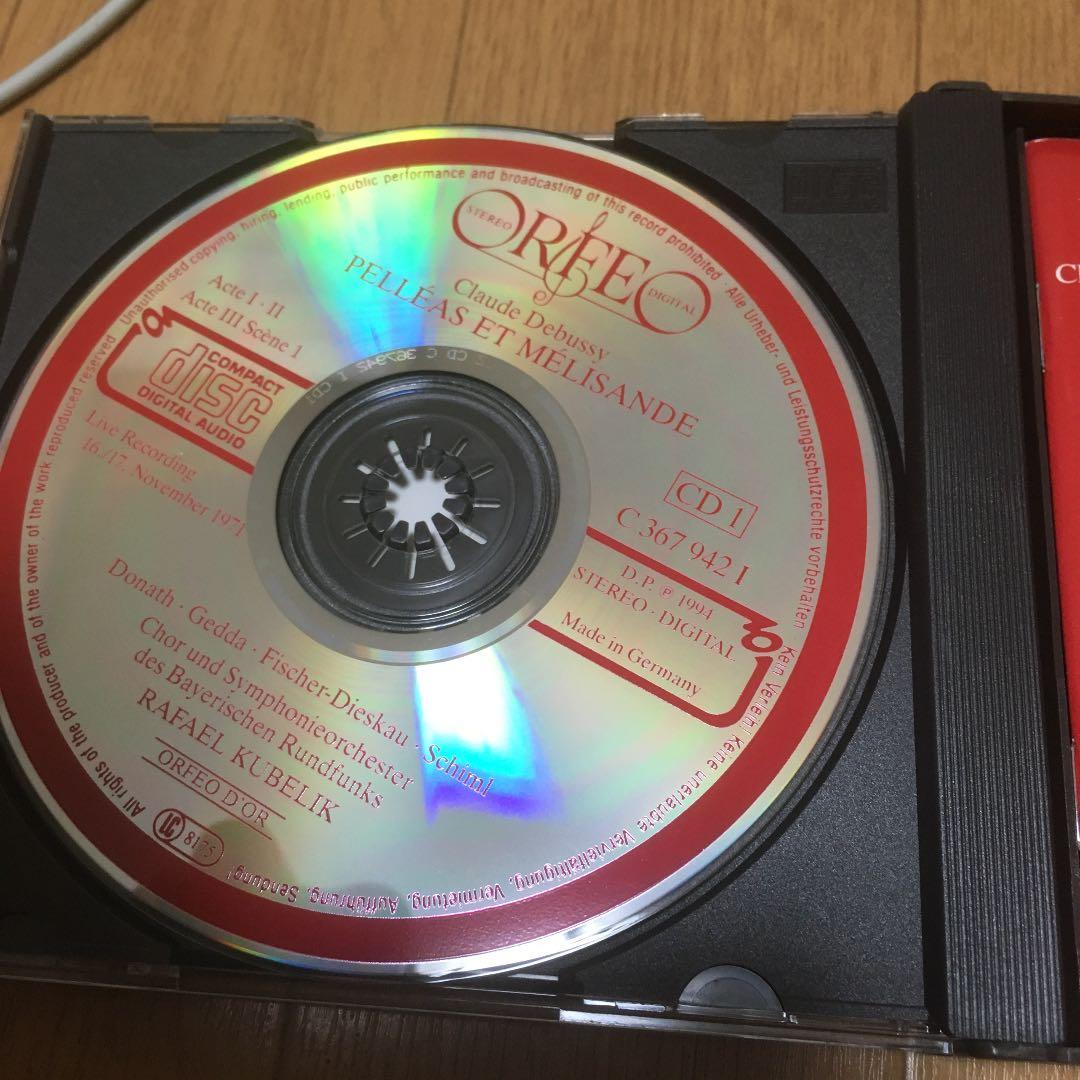 STEREO
ORFEO
DIGITAL
Claude Debussy
PELLÉAS ET MÉLISANDE
Acte I · II
Acte III Scène 1
COMPACT
disc
DIGITAL AUDIO
Live Recording
16./17. November 1971
CD 1
C 367 942 I
D.P. ℗ 1994
STEREO · DIGITAL
Made in Germany
Donath · Gedda · Fischer-Dieskau · Schiml
Chor und Symphonieorchester
des Bayerischen Rundfunks
RAFAEL KUBELIK
ORFEO D'OR
LC 8175
All rights of the producer and of the owner of the work reproduced reserved. Unauthorised copying, hiring, lending, public performance and broadcasting of this record prohibited · Alle Urheber- und Leistungsschutzrechte vorbehalten Kein Verleih! Keine unerlaubte Vervielfältigung, Vermietung, Aufführung, Sendung!